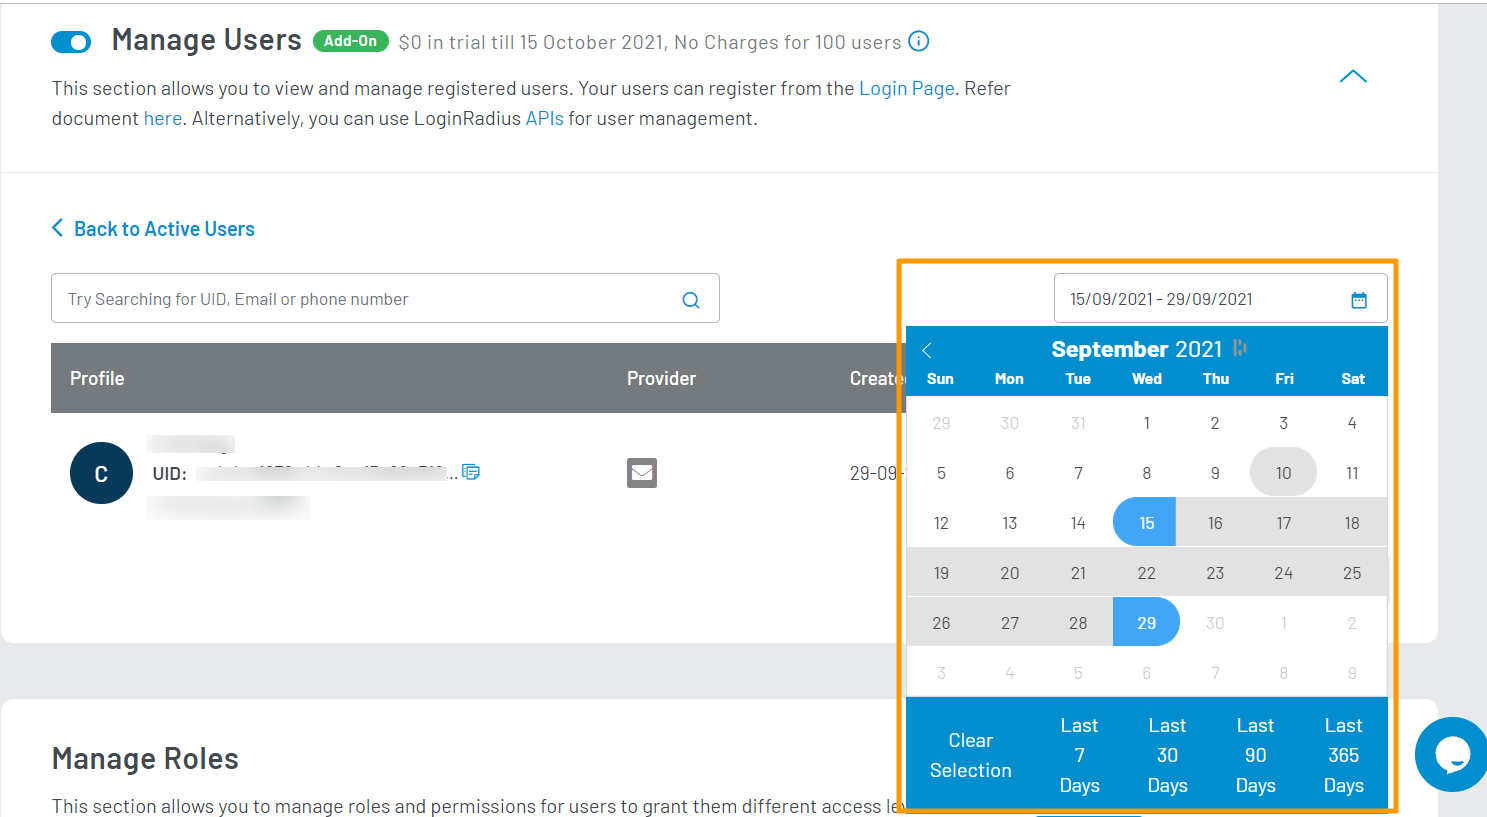 Manage Users Add-On $0 in trial till 15 October 2021, No Charges for 100 users
This section allows you to view and manage registered users. Your users can register from the Login Page. Refer
document here. Alternatively, you can use LoginRadius APIs for user management.
Back to Active Users
Try Searching for UID, Email or phone number
15/09/2021 - 29/09/2021
September 2021
Sun Mon Tue Wed Thu Fri Sat
29 30 31 1 2 3 4
5 6 7 8 9 10 11
12 13 14 15 16 17 18
19 20 21 22 23 24 25
26 27 28 29 30 1 2
3 4 5 6 7 8 9
Clear Selection
Last 7 Days
Last 30 Days
Last 90 Days
Last 365 Days
Profile Provider Create
C
UID: ...
29-09-
Manage Roles
This section allows you to manage roles and permissions for users to grant them different access le